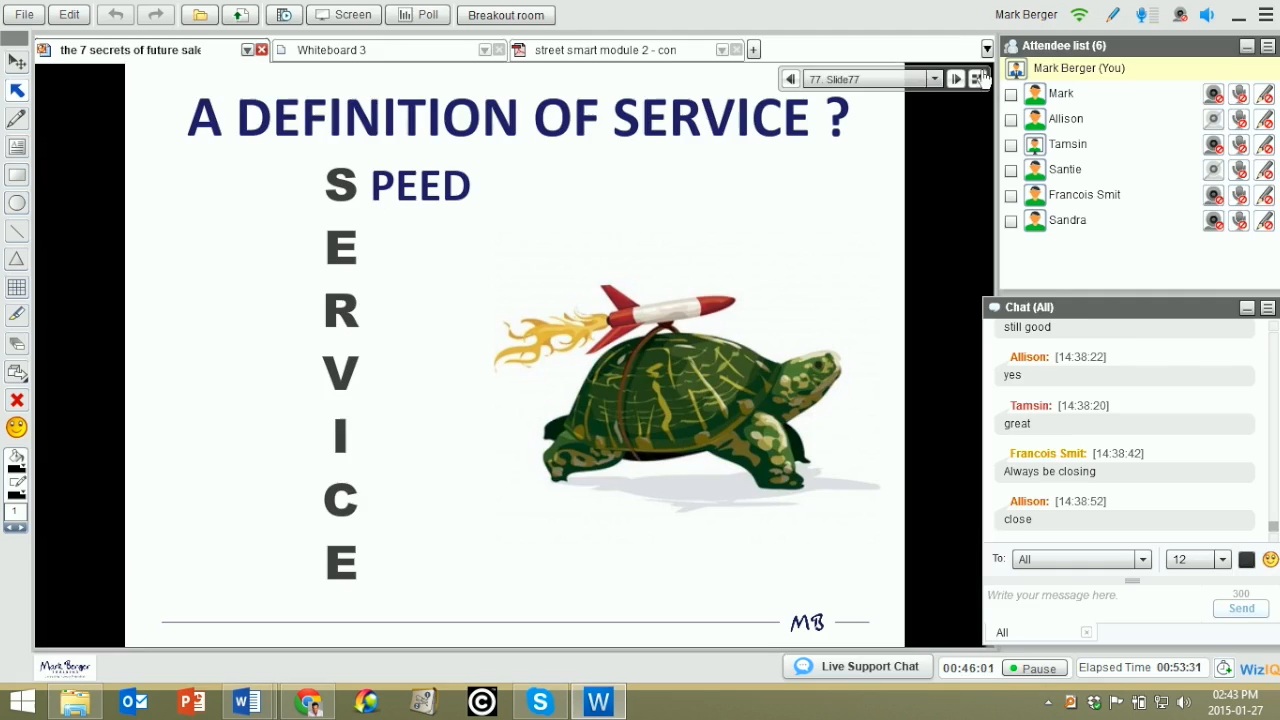 File Edit Screen Poll Breakout room Mark Berger
the 7 secrets of future sale Whiteboard 3 street smart module 2 - con
77. Slide77
A DEFINITION OF SERVICE ?
S PEED
E
R
V
I
C
E
MB
1
Attendee list (6)
Mark Berger (You)
Mark
Allison
Tamsin
Santie
Francois Smit
Sandra
Chat (All)
still good
Allison: [14:38:22]
yes
Tamsin: [14:38:20]
great
Francois Smit: [14:38:42]
Always be closing
Allison: [14:38:52]
close
To: All 12
Write your message here. 300
Send
All
Mark Berger
Live Support Chat 00:46:01 Pause Elapsed Time 00:53:31 WizIQ
02:43 PM
2015-01-27